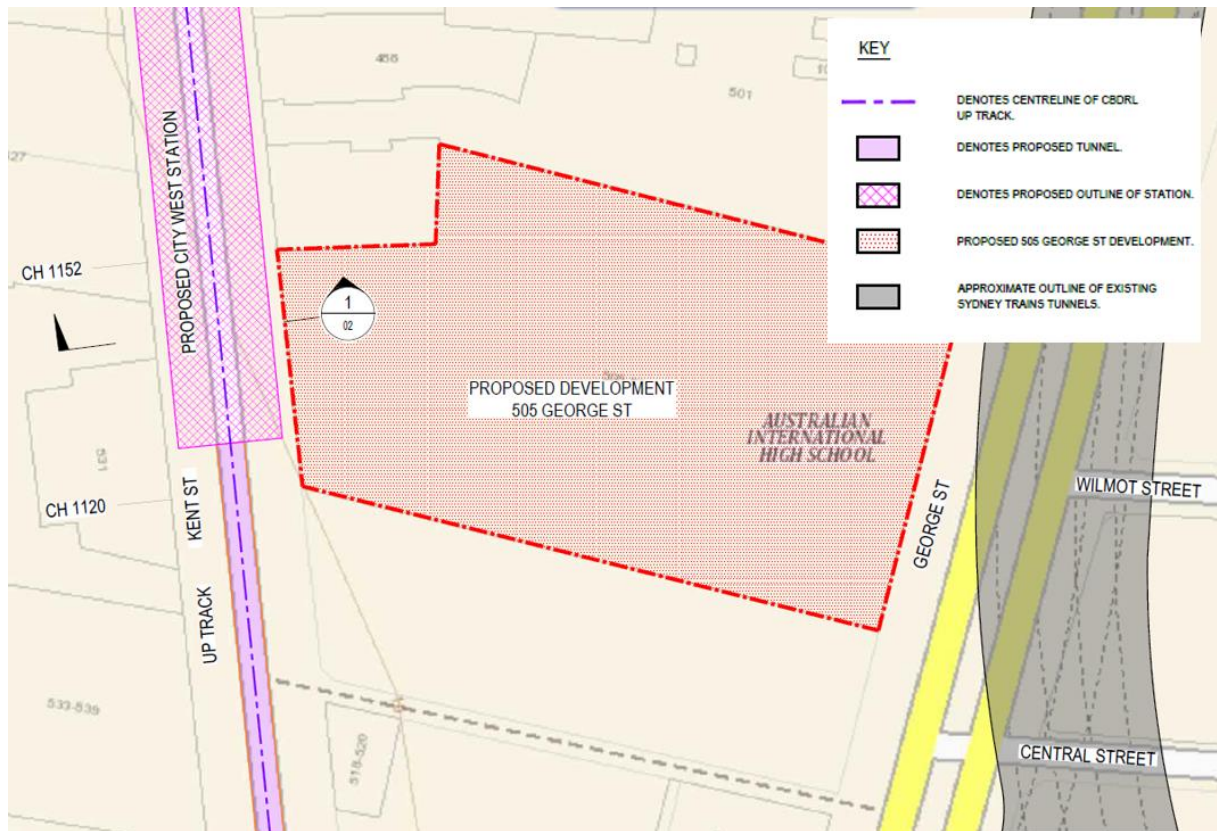 KEY
DENOTES CENTRELINE OF CBDRL
UP TRACK.
DENOTES PROPOSED TUNNEL.
DENOTES PROPOSED OUTLINE OF STATION.
PROPOSED 505 GEORGE ST DEVELOPMENT.
APPROXIMATE OUTLINE OF EXISTING
SYDNEY TRAINS TUNNELS.
501
PROPOSED CITY WEST STATION
CH 1152
1
02
PROPOSED DEVELOPMENT
505 GEORGE ST
AUSTRALIAN
INTERNATIONAL
HIGH SCHOOL
531
CH 1120
KENT ST
UP TRACK
GEORGE ST
WILMOT STREET
CENTRAL STREET
533-539
518-520